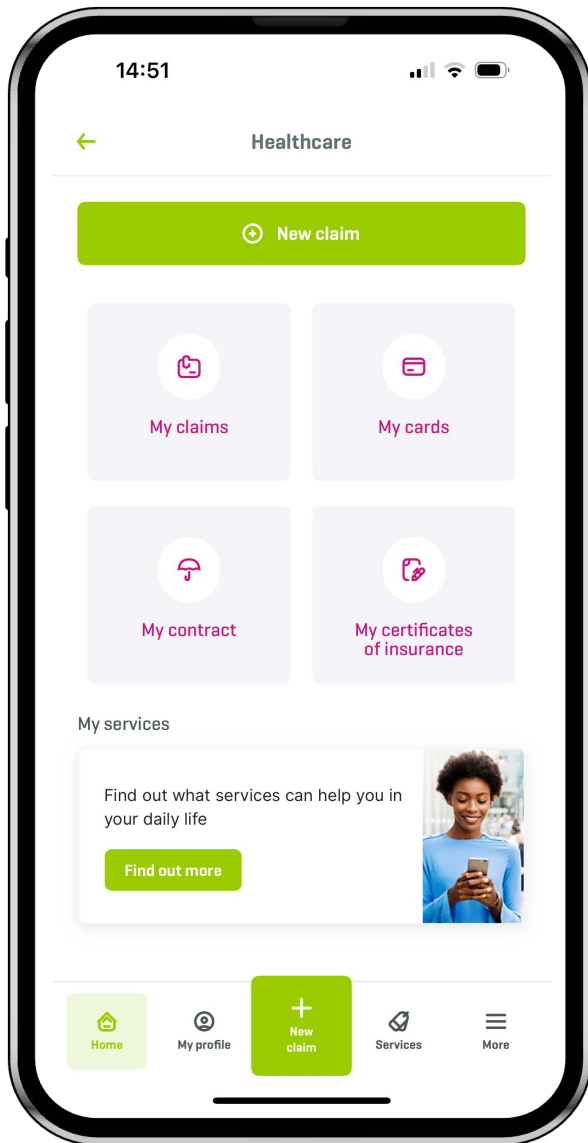 14:51
Healthcare
New claim
My claims
My cards
My contract
My certificates
of insurance
My services
Find out what services can help you in
your daily life
Find out more
Home
My profile
New
claim
Services
More